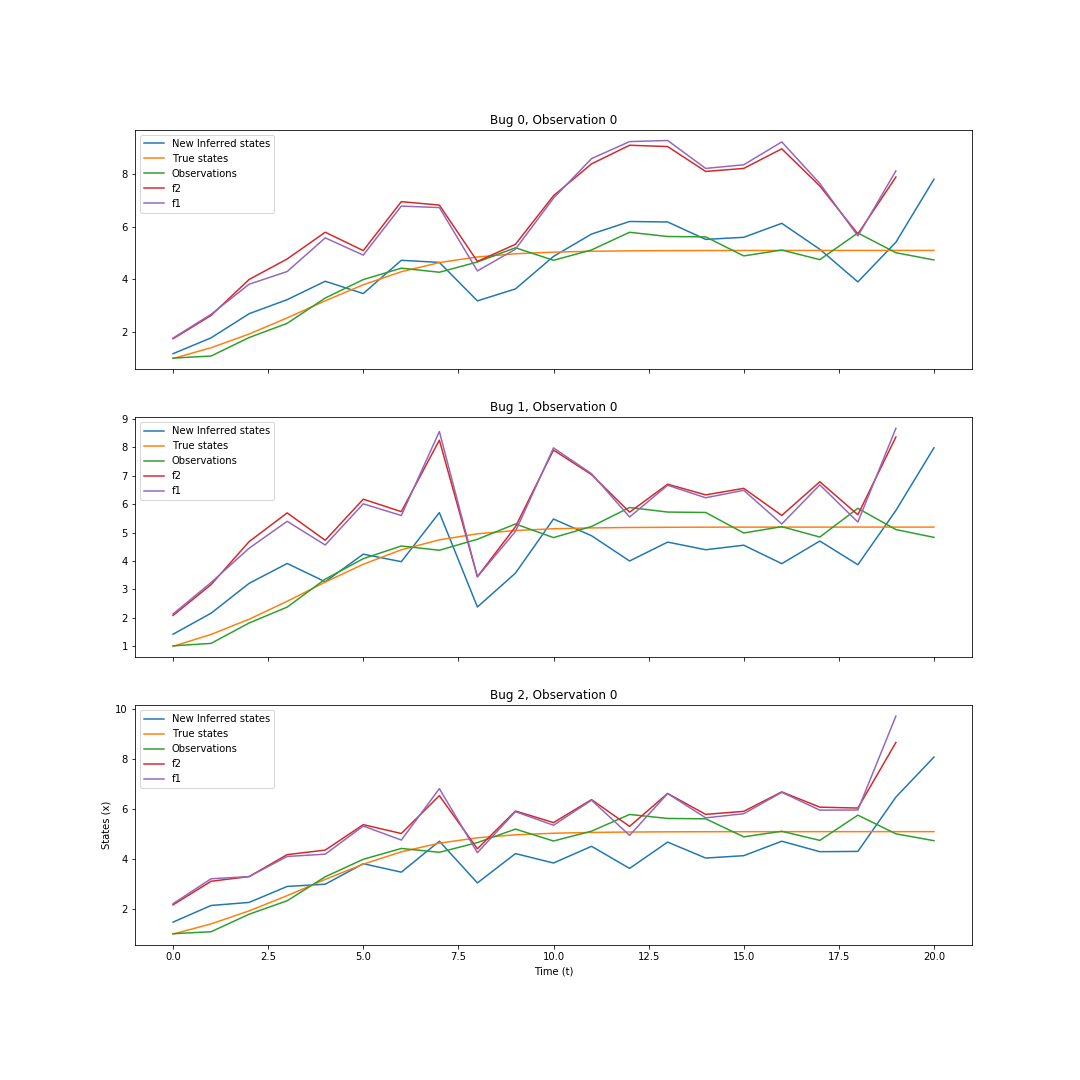 Bug 0, Observation 0
New Inferred states
True states
Observations
f2
f1
8
6
4
2
Bug 1, Observation 0
New Inferred states
True states
Observations
f2
f1
9
8
7
6
5
4
3
2
1
Bug 2, Observation 0
New Inferred states
True states
Observations
f2
f1
10
8
6
4
2
States (x)
0.0 2.5 5.0 7.5 10.0 12.5 15.0 17.5 20.0
Time (t)